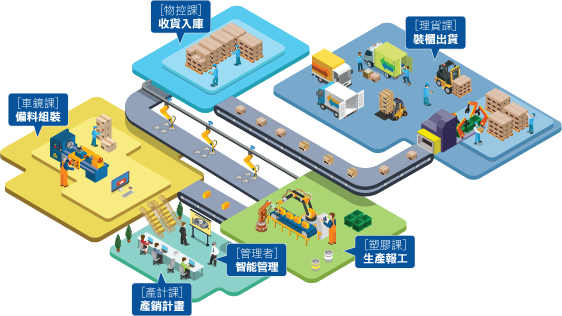 [物控課]
收貨入庫
[理貨課]
裝櫃出貨
[車鏡課]
備料組裝
[管理者]
智能管理
[塑膠課]
生產報工
[產計課]
產銷計畫